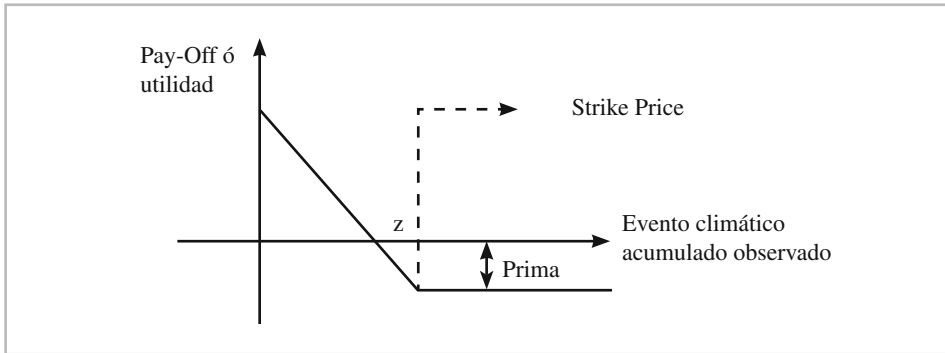 Pay-Off ó
utilidad
Strike Price
z
Evento climático
acumulado observado
Prima